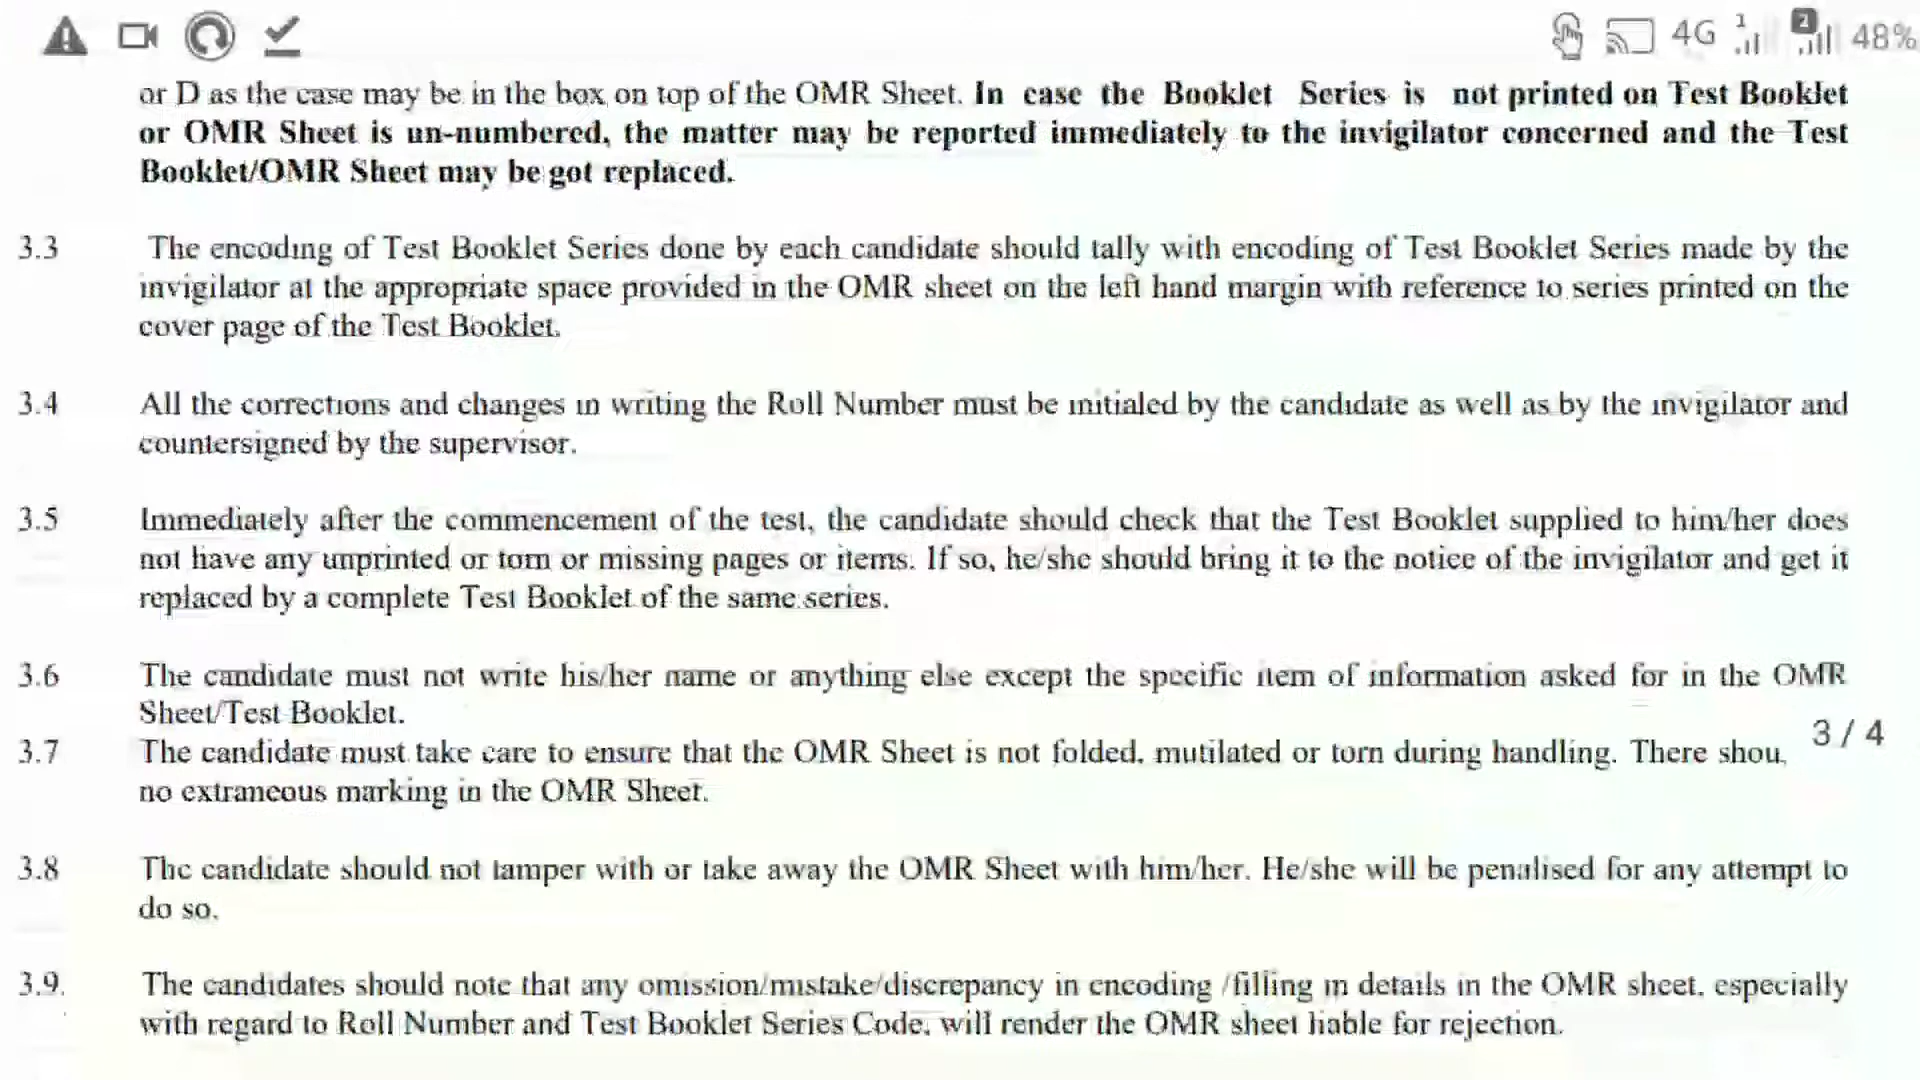 4G 1 2 48%
or D as the case may be in the box on top of the OMR Sheet. In case the Booklet Series is not printed on Test Booklet
or OMR Sheet is un-numbered, the matter may be reported immediately to the invigilator concerned and the Test
Booklet/OMR Sheet may be got replaced.
3.3 The encoding of Test Booklet Series done by each candidate should tally with encoding of Test Booklet Series made by the
invigilator at the appropriate space provided in the OMR sheet on the left hand margin with reference to series printed on the
cover page of the Test Booklet.
3.4 All the corrections and changes in writing the Roll Number must be initialed by the candidate as well as by the invigilator and
countersigned by the supervisor.
3.5 Immediately after the commencement of the test, the candidate should check that the Test Booklet supplied to him/her does
not have any unprinted or torn or missing pages or items. If so, he/she should bring it to the notice of the invigilator and get it
replaced by a complete Test Booklet of the same series.
3.6 The candidate must not write his/her name or anything else except the specific item of information asked for in the OMR
Sheet/Test Booklet.
3.7 The candidate must take care to ensure that the OMR Sheet is not folded, mutilated or torn during handling. There shou
3 / 4
no extraneous marking in the OMR Sheet.
3.8 The candidate should not tamper with or take away the OMR Sheet with him/her. He/she will be penalised for any attempt to
do so.
3.9. The candidates should note that any omission/mistake/discrepancy in encoding /filling in details in the OMR sheet, especially
with regard to Roll Number and Test Booklet Series Code, will render the OMR sheet liable for rejection.